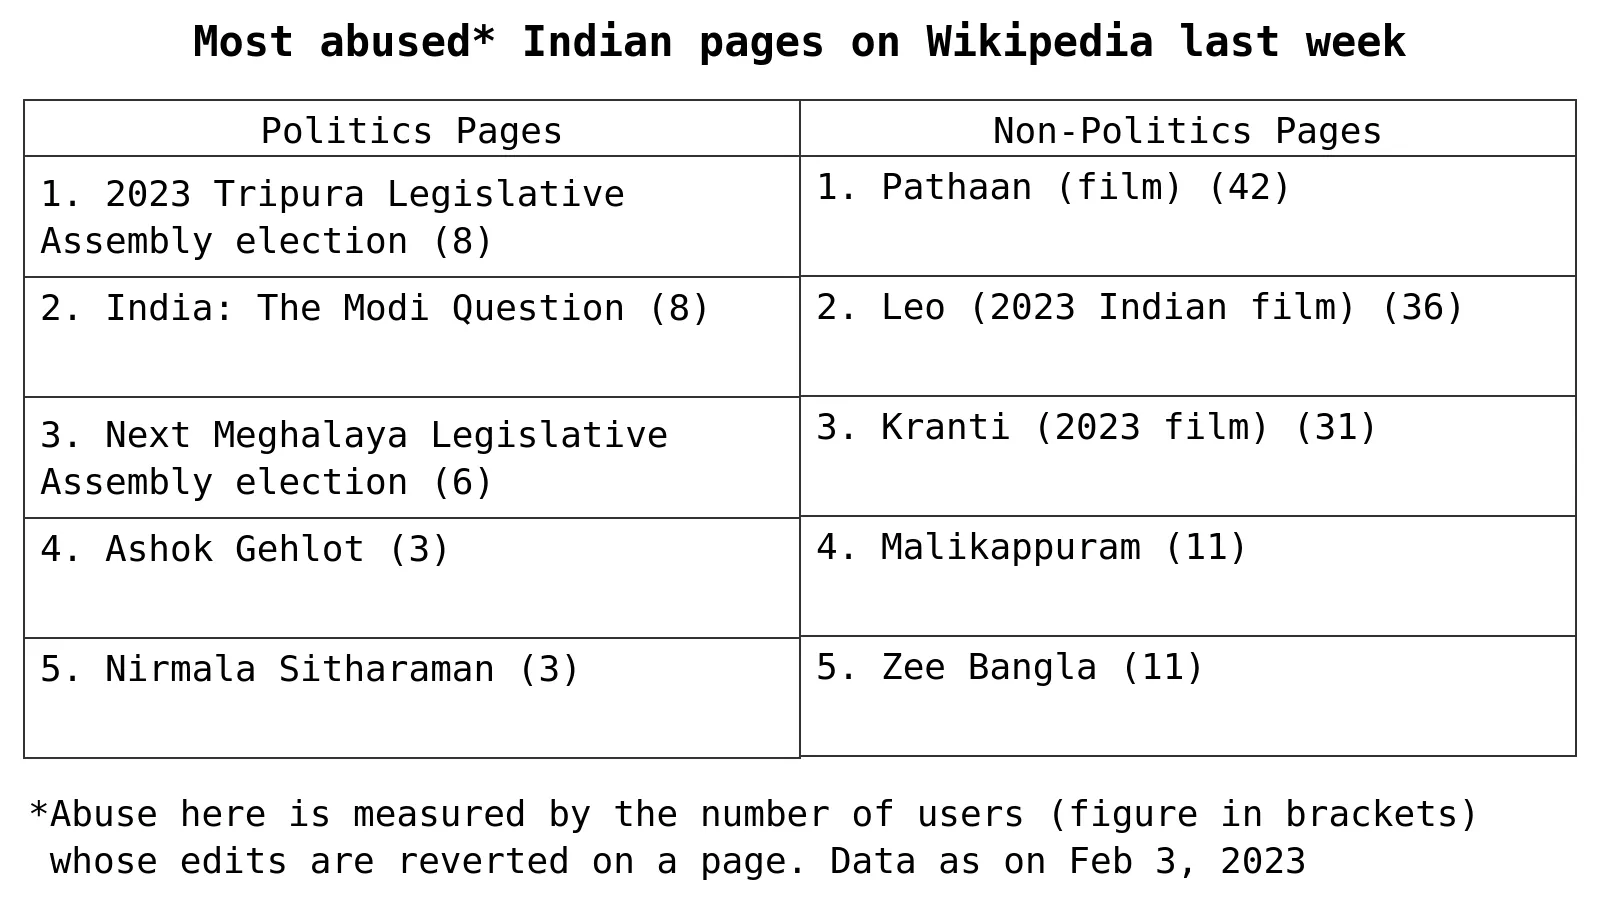 Most abused* Indian pages on Wikipedia last week
Politics Pages
1. 2023 Tripura Legislative
Assembly election (8)
2. India: The Modi Question (8)
3. Next Meghalaya Legislative
Assembly election (6)
4. Ashok Gehlot (3)
5. Nirmala Sitharaman (3)
Non-Politics Pages
1. Pathaan (film) (42)
2. Leo (2023 Indian film) (36)
3. Kranti (2023 film) (31)
4. Malikappuram (11)
5. Zee Bangla (11)
*Abuse here is measured by the number of users (figure in brackets)
whose edits are reverted on a page. Data as on Feb 3, 2023